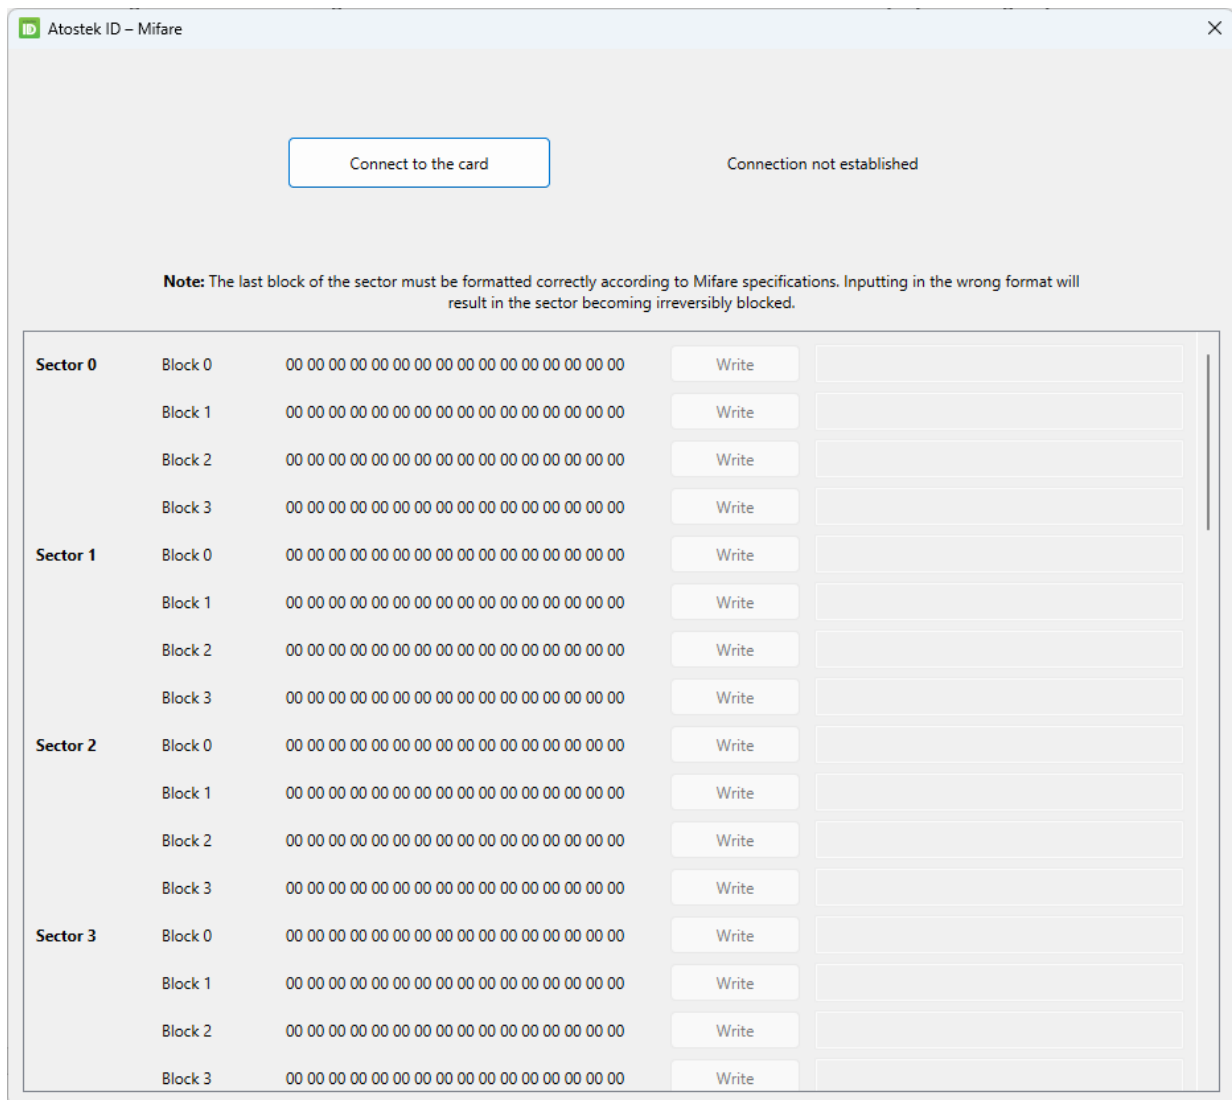 ID Atostek ID – Mifare
Connect to the card Connection not established
Note: The last block of the sector must be formatted correctly according to Mifare specifications. Inputting in the wrong format will
result in the sector becoming irreversibly blocked.
Sector 0 Block 0 00 00 00 00 00 00 00 00 00 00 00 00 00 00 00 00 Write
Block 1 00 00 00 00 00 00 00 00 00 00 00 00 00 00 00 00 Write
Block 2 00 00 00 00 00 00 00 00 00 00 00 00 00 00 00 00 Write
Block 3 00 00 00 00 00 00 00 00 00 00 00 00 00 00 00 00 Write
Sector 1 Block 0 00 00 00 00 00 00 00 00 00 00 00 00 00 00 00 00 Write
Block 1 00 00 00 00 00 00 00 00 00 00 00 00 00 00 00 00 Write
Block 2 00 00 00 00 00 00 00 00 00 00 00 00 00 00 00 00 Write
Block 3 00 00 00 00 00 00 00 00 00 00 00 00 00 00 00 00 Write
Sector 2 Block 0 00 00 00 00 00 00 00 00 00 00 00 00 00 00 00 00 Write
Block 1 00 00 00 00 00 00 00 00 00 00 00 00 00 00 00 00 Write
Block 2 00 00 00 00 00 00 00 00 00 00 00 00 00 00 00 00 Write
Block 3 00 00 00 00 00 00 00 00 00 00 00 00 00 00 00 00 Write
Sector 3 Block 0 00 00 00 00 00 00 00 00 00 00 00 00 00 00 00 00 Write
Block 1 00 00 00 00 00 00 00 00 00 00 00 00 00 00 00 00 Write
Block 2 00 00 00 00 00 00 00 00 00 00 00 00 00 00 00 00 Write
Block 3 00 00 00 00 00 00 00 00 00 00 00 00 00 00 00 00 Write